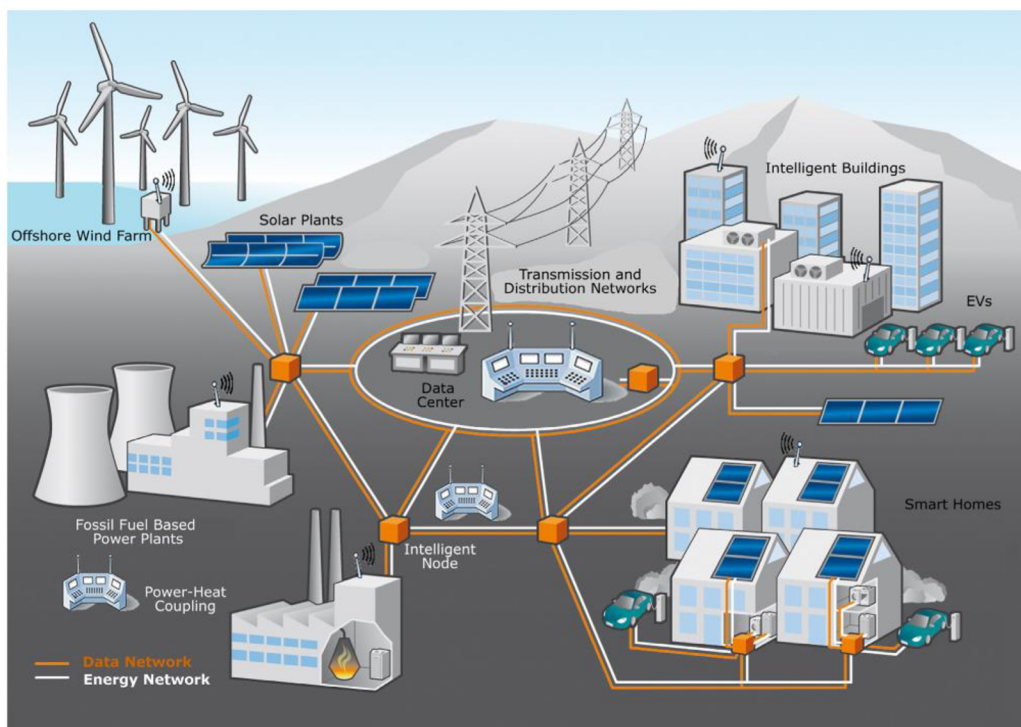 Offshore Wind Farm
Solar Plants
Intelligent Buildings
Transmission and
Distribution Networks
EVs
Data
Center
Fossil Fuel Based
Power Plants
Intelligent
Node
Smart Homes
Power-Heat
Coupling
Data Network
Energy Network